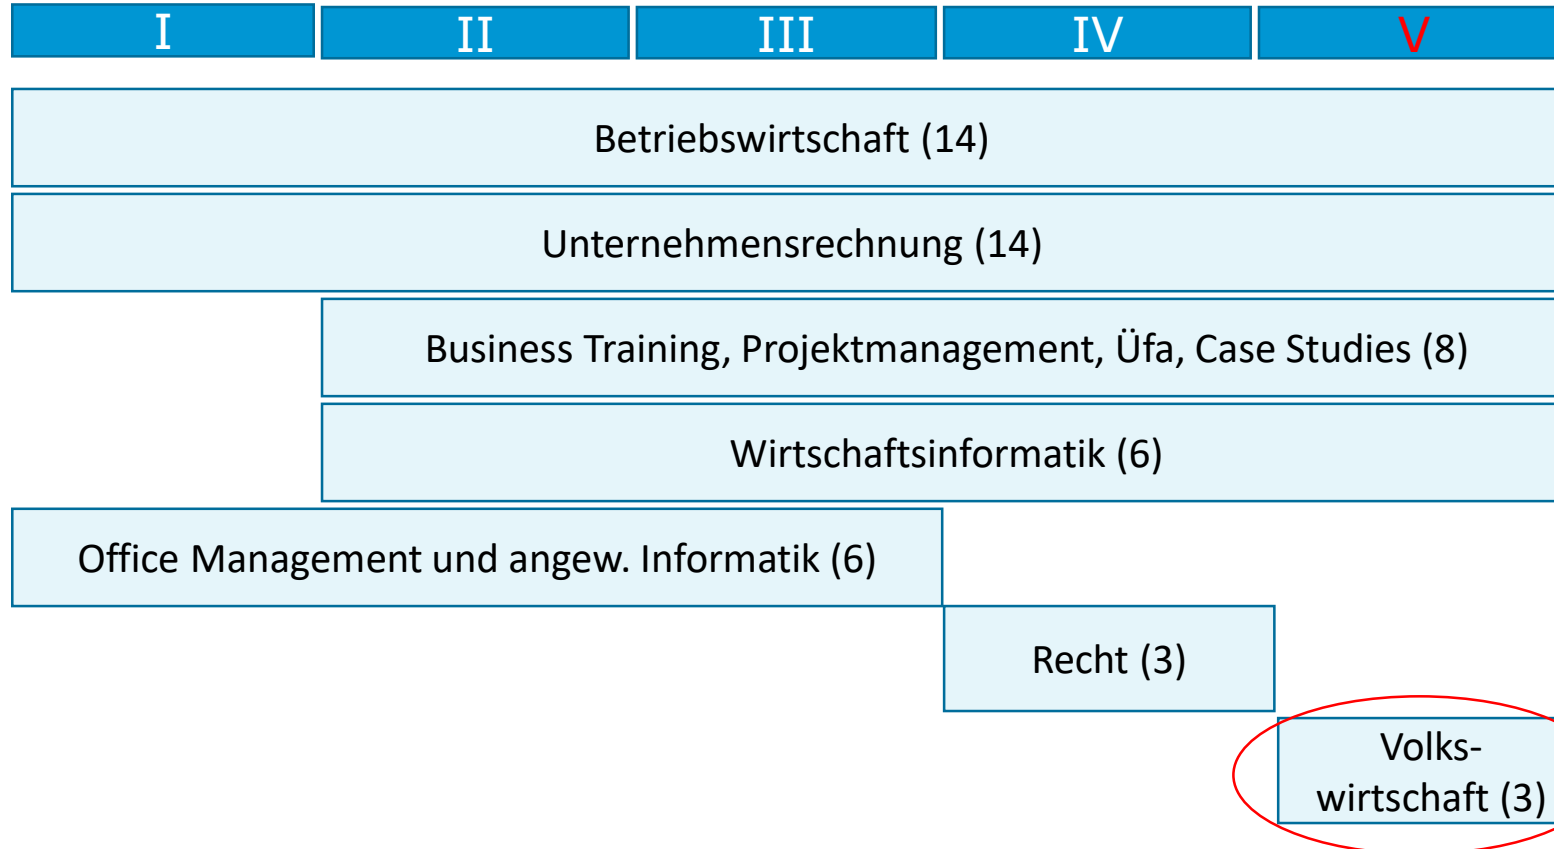 I II III IV V
Betriebswirtschaft (14)
Unternehmensrechnung (14)
Business Training, Projektmanagement, Üfa, Case Studies (8)
Wirtschaftsinformatik (6)
Office Management und angew. Informatik (6)
Recht (3)
Volks-
wirtschaft (3)